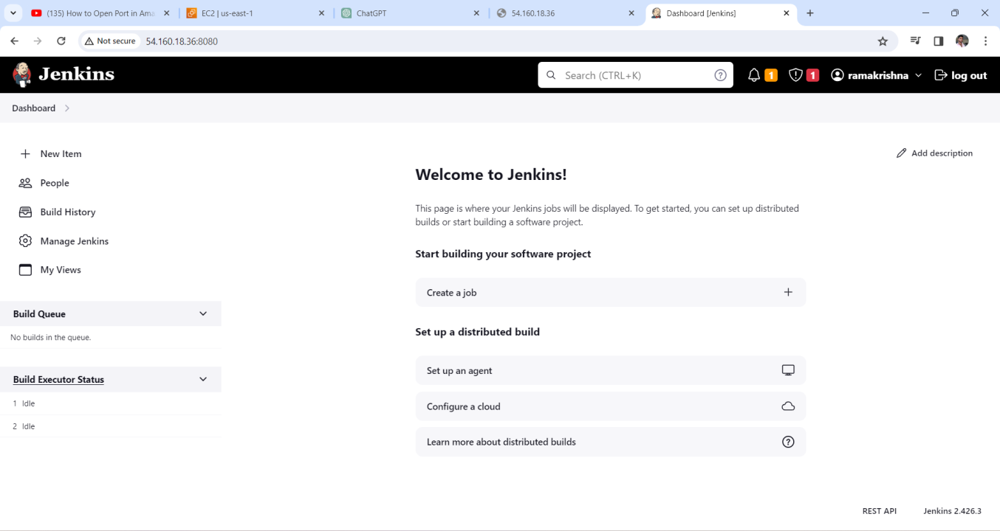 (135) How to Open Port in Ama
EC2 | us-east-1
ChatGPT
54.160.18.36
Dashboard [Jenkins]
Not secure
54.160.18.36:8080
Jenkins
Search (CTRL+K)
1
1
ramakrishna
log out
Dashboard
New Item
People
Build History
Manage Jenkins
My Views
Build Queue
No builds in the queue.
Build Executor Status
1 Idle
2 Idle
Add description
Welcome to Jenkins!
This page is where your Jenkins jobs will be displayed. To get started, you can set up distributed
builds or start building a software project.
Start building your software project
Create a job
Set up a distributed build
Set up an agent
Configure a cloud
Learn more about distributed builds
REST API
Jenkins 2.426.3